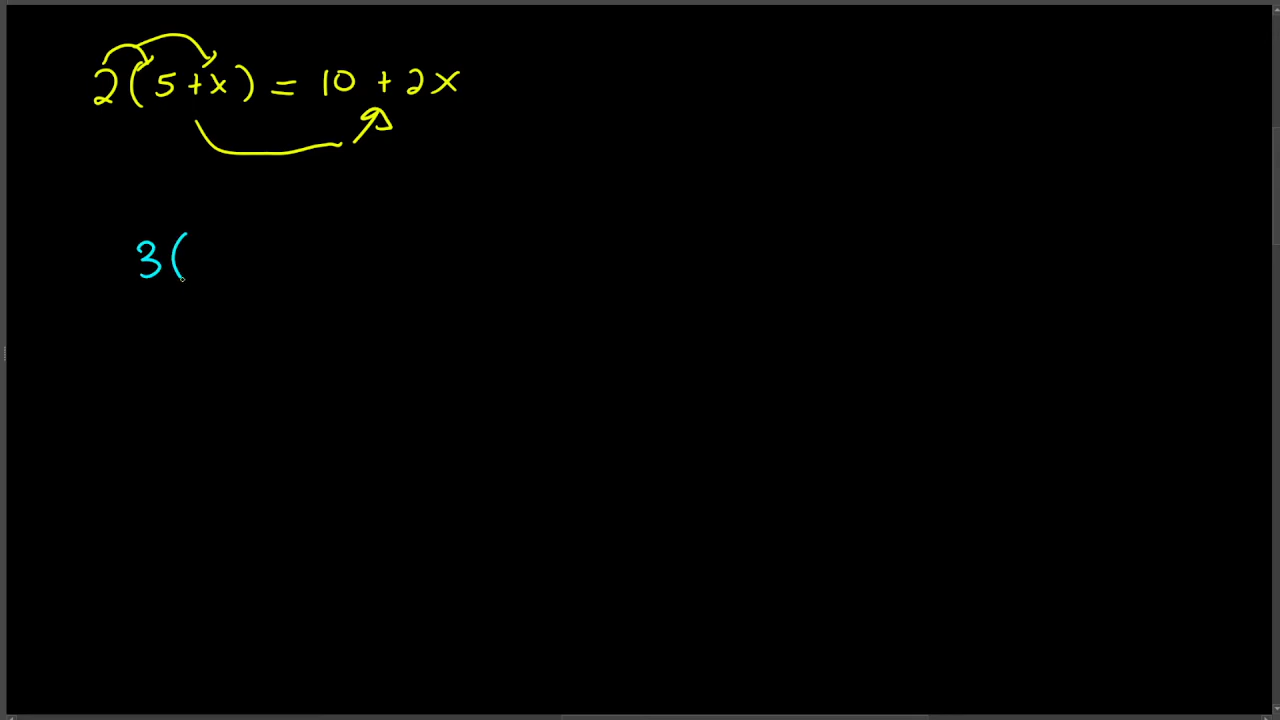 2(5+x) = 10 + 2x
3(